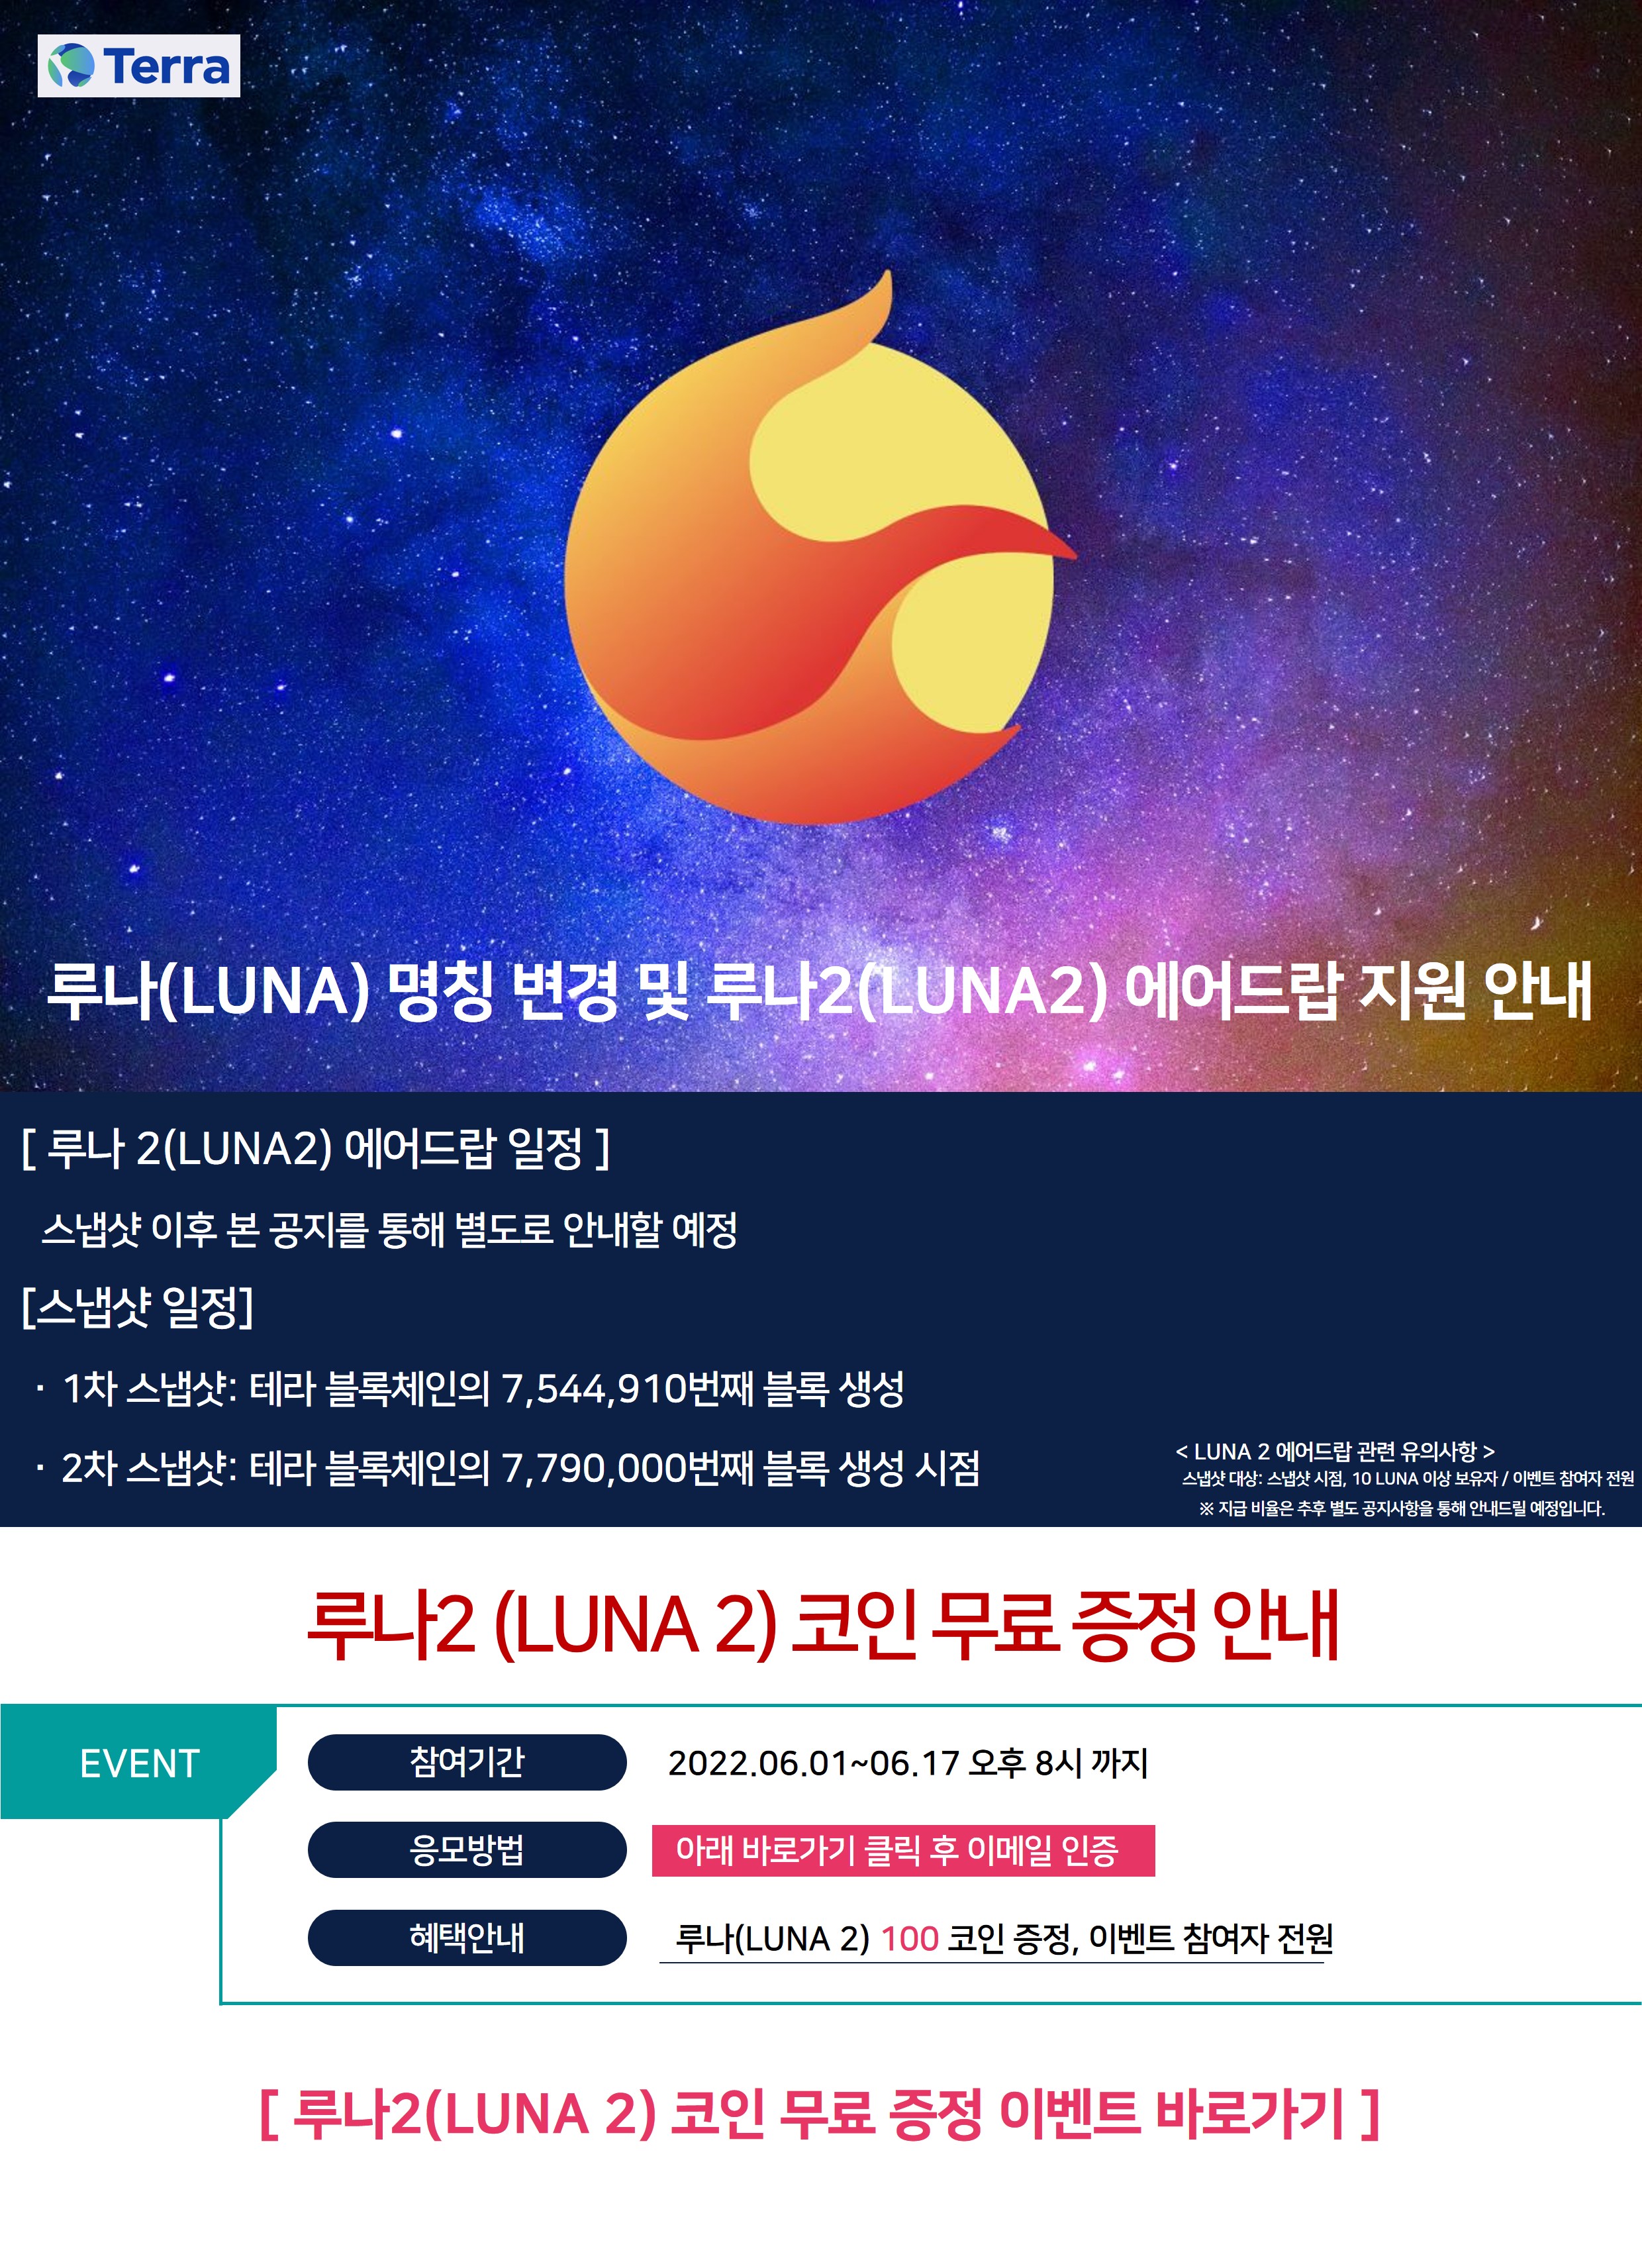 Terra
루나(LUNA) 명칭 변경 및 루나2(LUNA2) 에어드랍 지원 안내
[ 루나 2(LUNA2) 에어드랍 일정 ]
스냅샷 이후 본 공지를 통해 별도로 안내할 예정
[스냅샷 일정]
· 1차 스냅샷: 테라 블록체인의 7,544,910번째 블록 생성
· 2차 스냅샷: 테라 블록체인의 7,790,000번째 블록 생성 시점
< LUNA 2 에어드랍 관련 유의사항 >
스냅샷 대상: 스냅샷 시점, 10 LUNA 이상 보유자 / 이벤트 참여자 전원
※ 지급 비율은 추후 별도 공지사항을 통해 안내드릴 예정입니다.
루나2 (LUNA 2) 코인 무료 증정 안내
EVENT
참여기간 2022.06.01~06.17 오후 8시 까지
응모방법 아래 바로가기 클릭 후 이메일 인증
혜택안내 루나(LUNA 2) 100 코인 증정, 이벤트 참여자 전원
[ 루나2(LUNA 2) 코인 무료 증정 이벤트 바로가기 ]